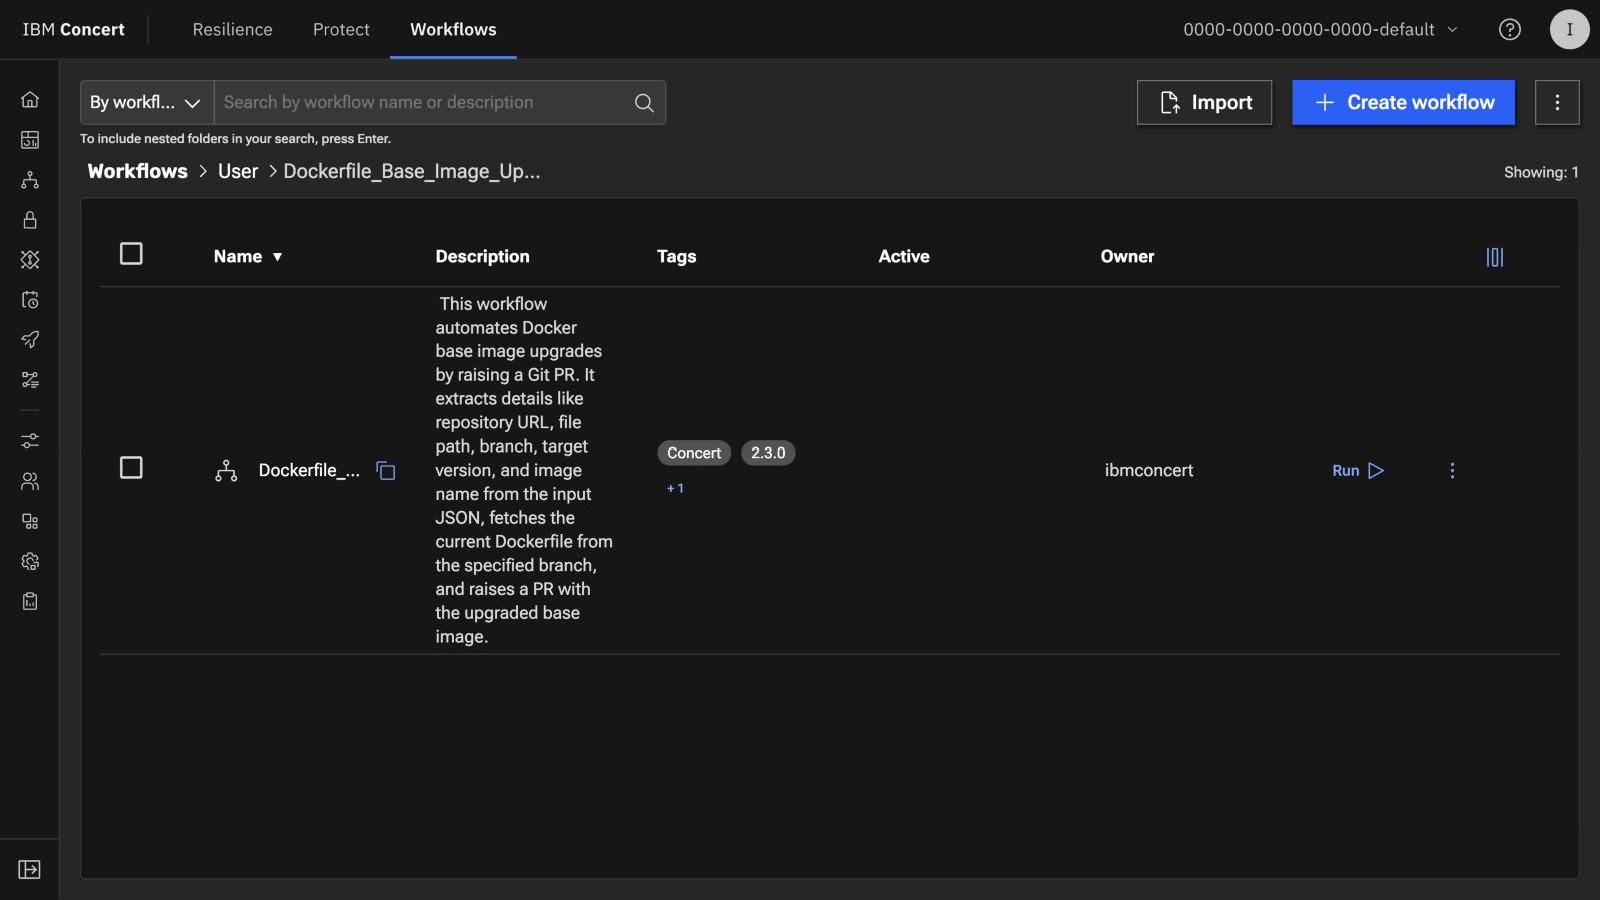 IBM Concert
Resilience
Protect
Workflows
0000-0000-0000-0000-default
I
By workfl...
Search by workflow name or description
Import
Create workflow
To include nested folders in your search, press Enter.
Workflows > User > Dockerfile_Base_Image_Up...
Showing: 1
Name ▼
Description
Tags
Active
Owner
This workflow
automates Docker
base image upgrades
by raising a Git PR. It
extracts details like
repository URL, file
path, branch, target
version, and image
name from the input
JSON, fetches the
current Dockerfile from
the specified branch,
and raises a PR with
the upgraded base
image.
Dockerfile_...
Concert
2.3.0
+1
ibmconcert
Run